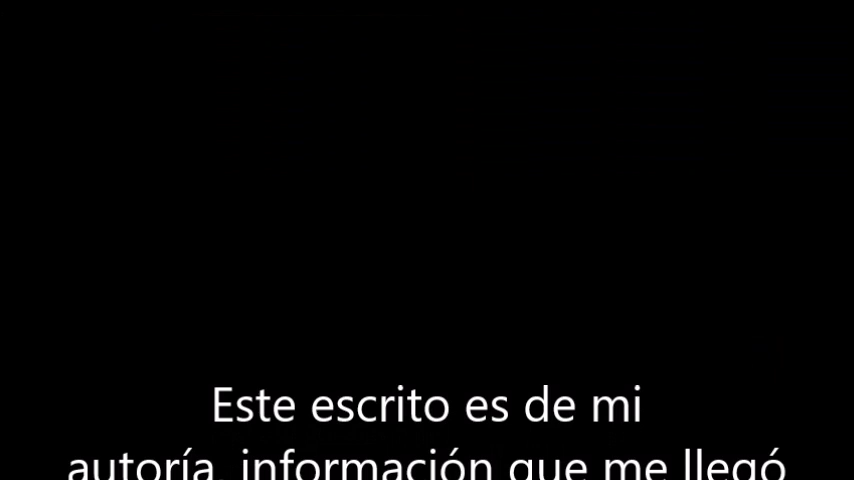 Este escrito es de mi
autoría, información que me llegó